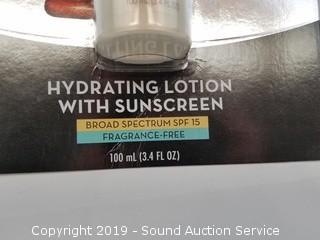 HYDRATING LOTION
WITH SUNSCREEN
BROAD SPECTRUM SPF 15
FRAGRANCE-FREE
100 mL (3.4 FL OZ)
Copyright 2019 - Sound Auction Service